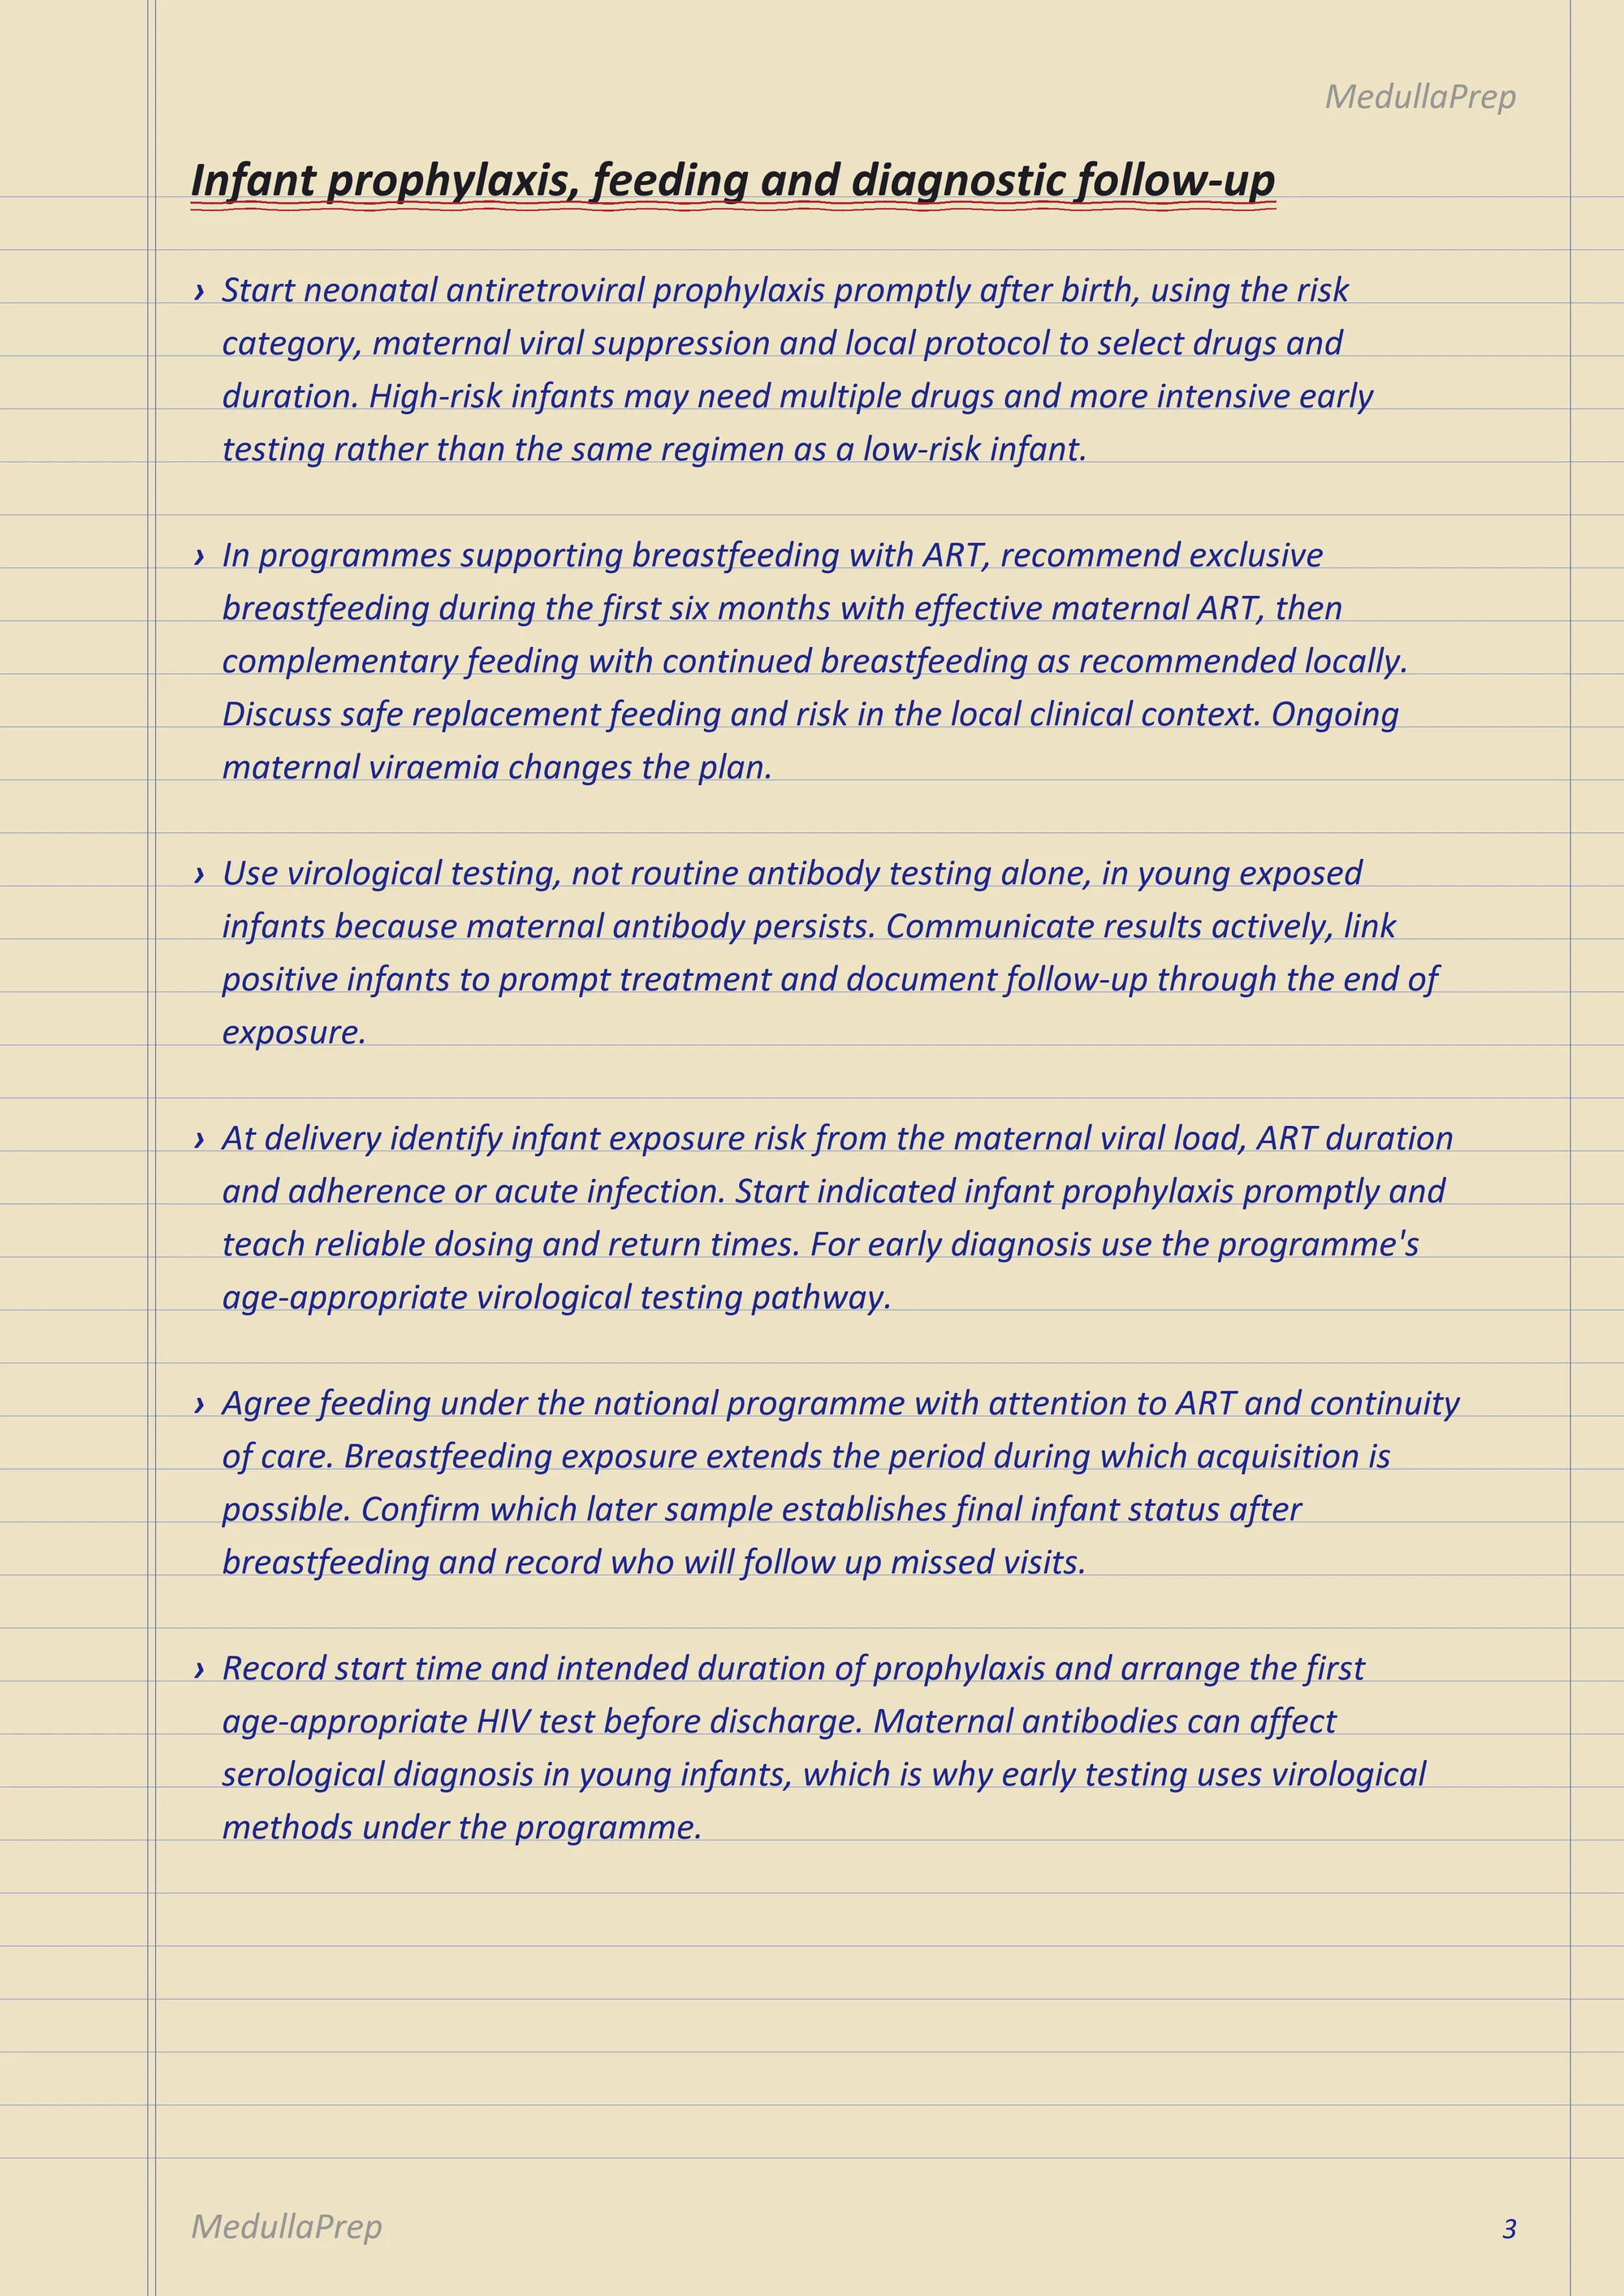 MedullaPrep
Infant prophylaxis, feeding and diagnostic follow-up
› Start neonatal antiretroviral prophylaxis promptly after birth, using the risk
category, maternal viral suppression and local protocol to select drugs and
duration. High-risk infants may need multiple drugs and more intensive early
testing rather than the same regimen as a low-risk infant.
› In programmes supporting breastfeeding with ART, recommend exclusive
breastfeeding during the first six months with effective maternal ART, then
complementary feeding with continued breastfeeding as recommended locally.
Discuss safe replacement feeding and risk in the local clinical context. Ongoing
maternal viraemia changes the plan.
› Use virological testing, not routine antibody testing alone, in young exposed
infants because maternal antibody persists. Communicate results actively, link
positive infants to prompt treatment and document follow-up through the end of
exposure.
› At delivery identify infant exposure risk from the maternal viral load, ART duration
and adherence or acute infection. Start indicated infant prophylaxis promptly and
teach reliable dosing and return times. For early diagnosis use the programme's
age-appropriate virological testing pathway.
› Agree feeding under the national programme with attention to ART and continuity
of care. Breastfeeding exposure extends the period during which acquisition is
possible. Confirm which later sample establishes final infant status after
breastfeeding and record who will follow up missed visits.
› Record start time and intended duration of prophylaxis and arrange the first
age-appropriate HIV test before discharge. Maternal antibodies can affect
serological diagnosis in young infants, which is why early testing uses virological
methods under the programme.
MedullaPrep
3